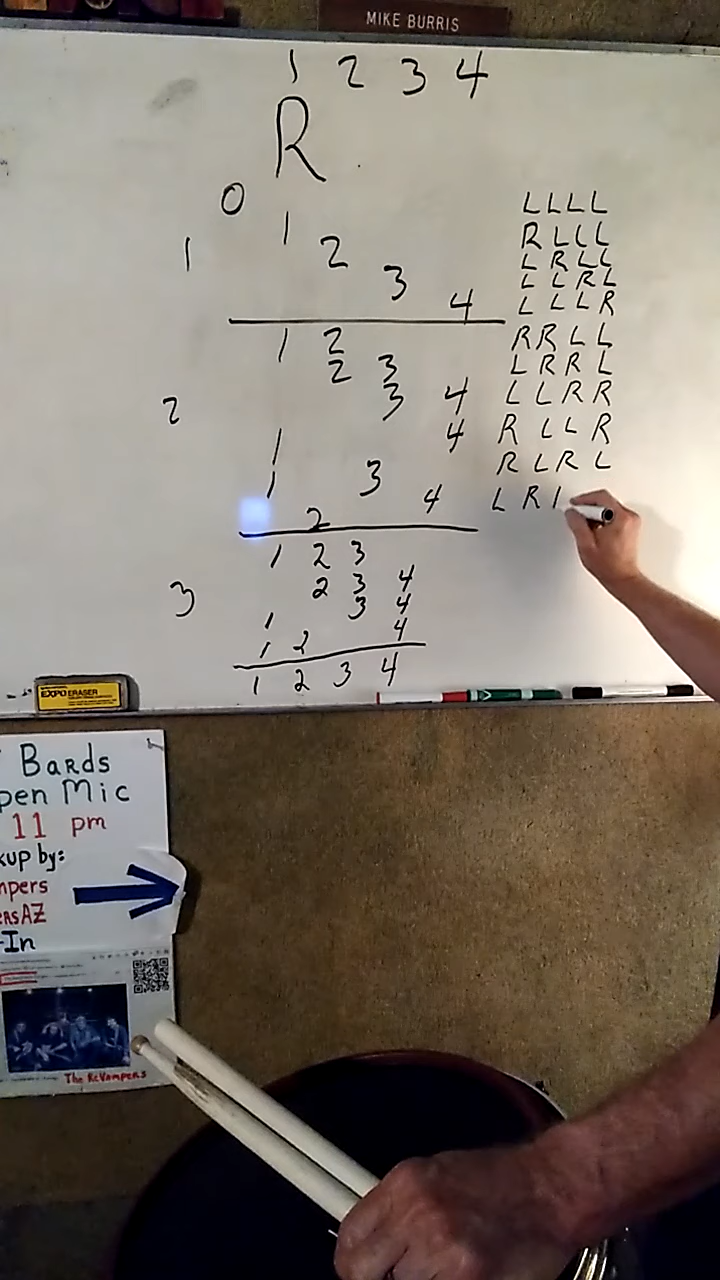 MIKE BURRIS
1 2 3 4
R
0
1
1
2
3
4
1 2
2 3
2
3 4
1 4
1 3
2 4
1 2 3
2 3 4
3
1 3 4
1 2 4
1 2 3 4
L L L L
R L L L
L R L L
L L R L
L L L R
R R L L
L R R L
L L R R
R L L R
R L R L
L R
EXPO ERASER
Bards
pen Mic
11 pm
kup by:
mpers
ersAZ
-In
The ReVampers